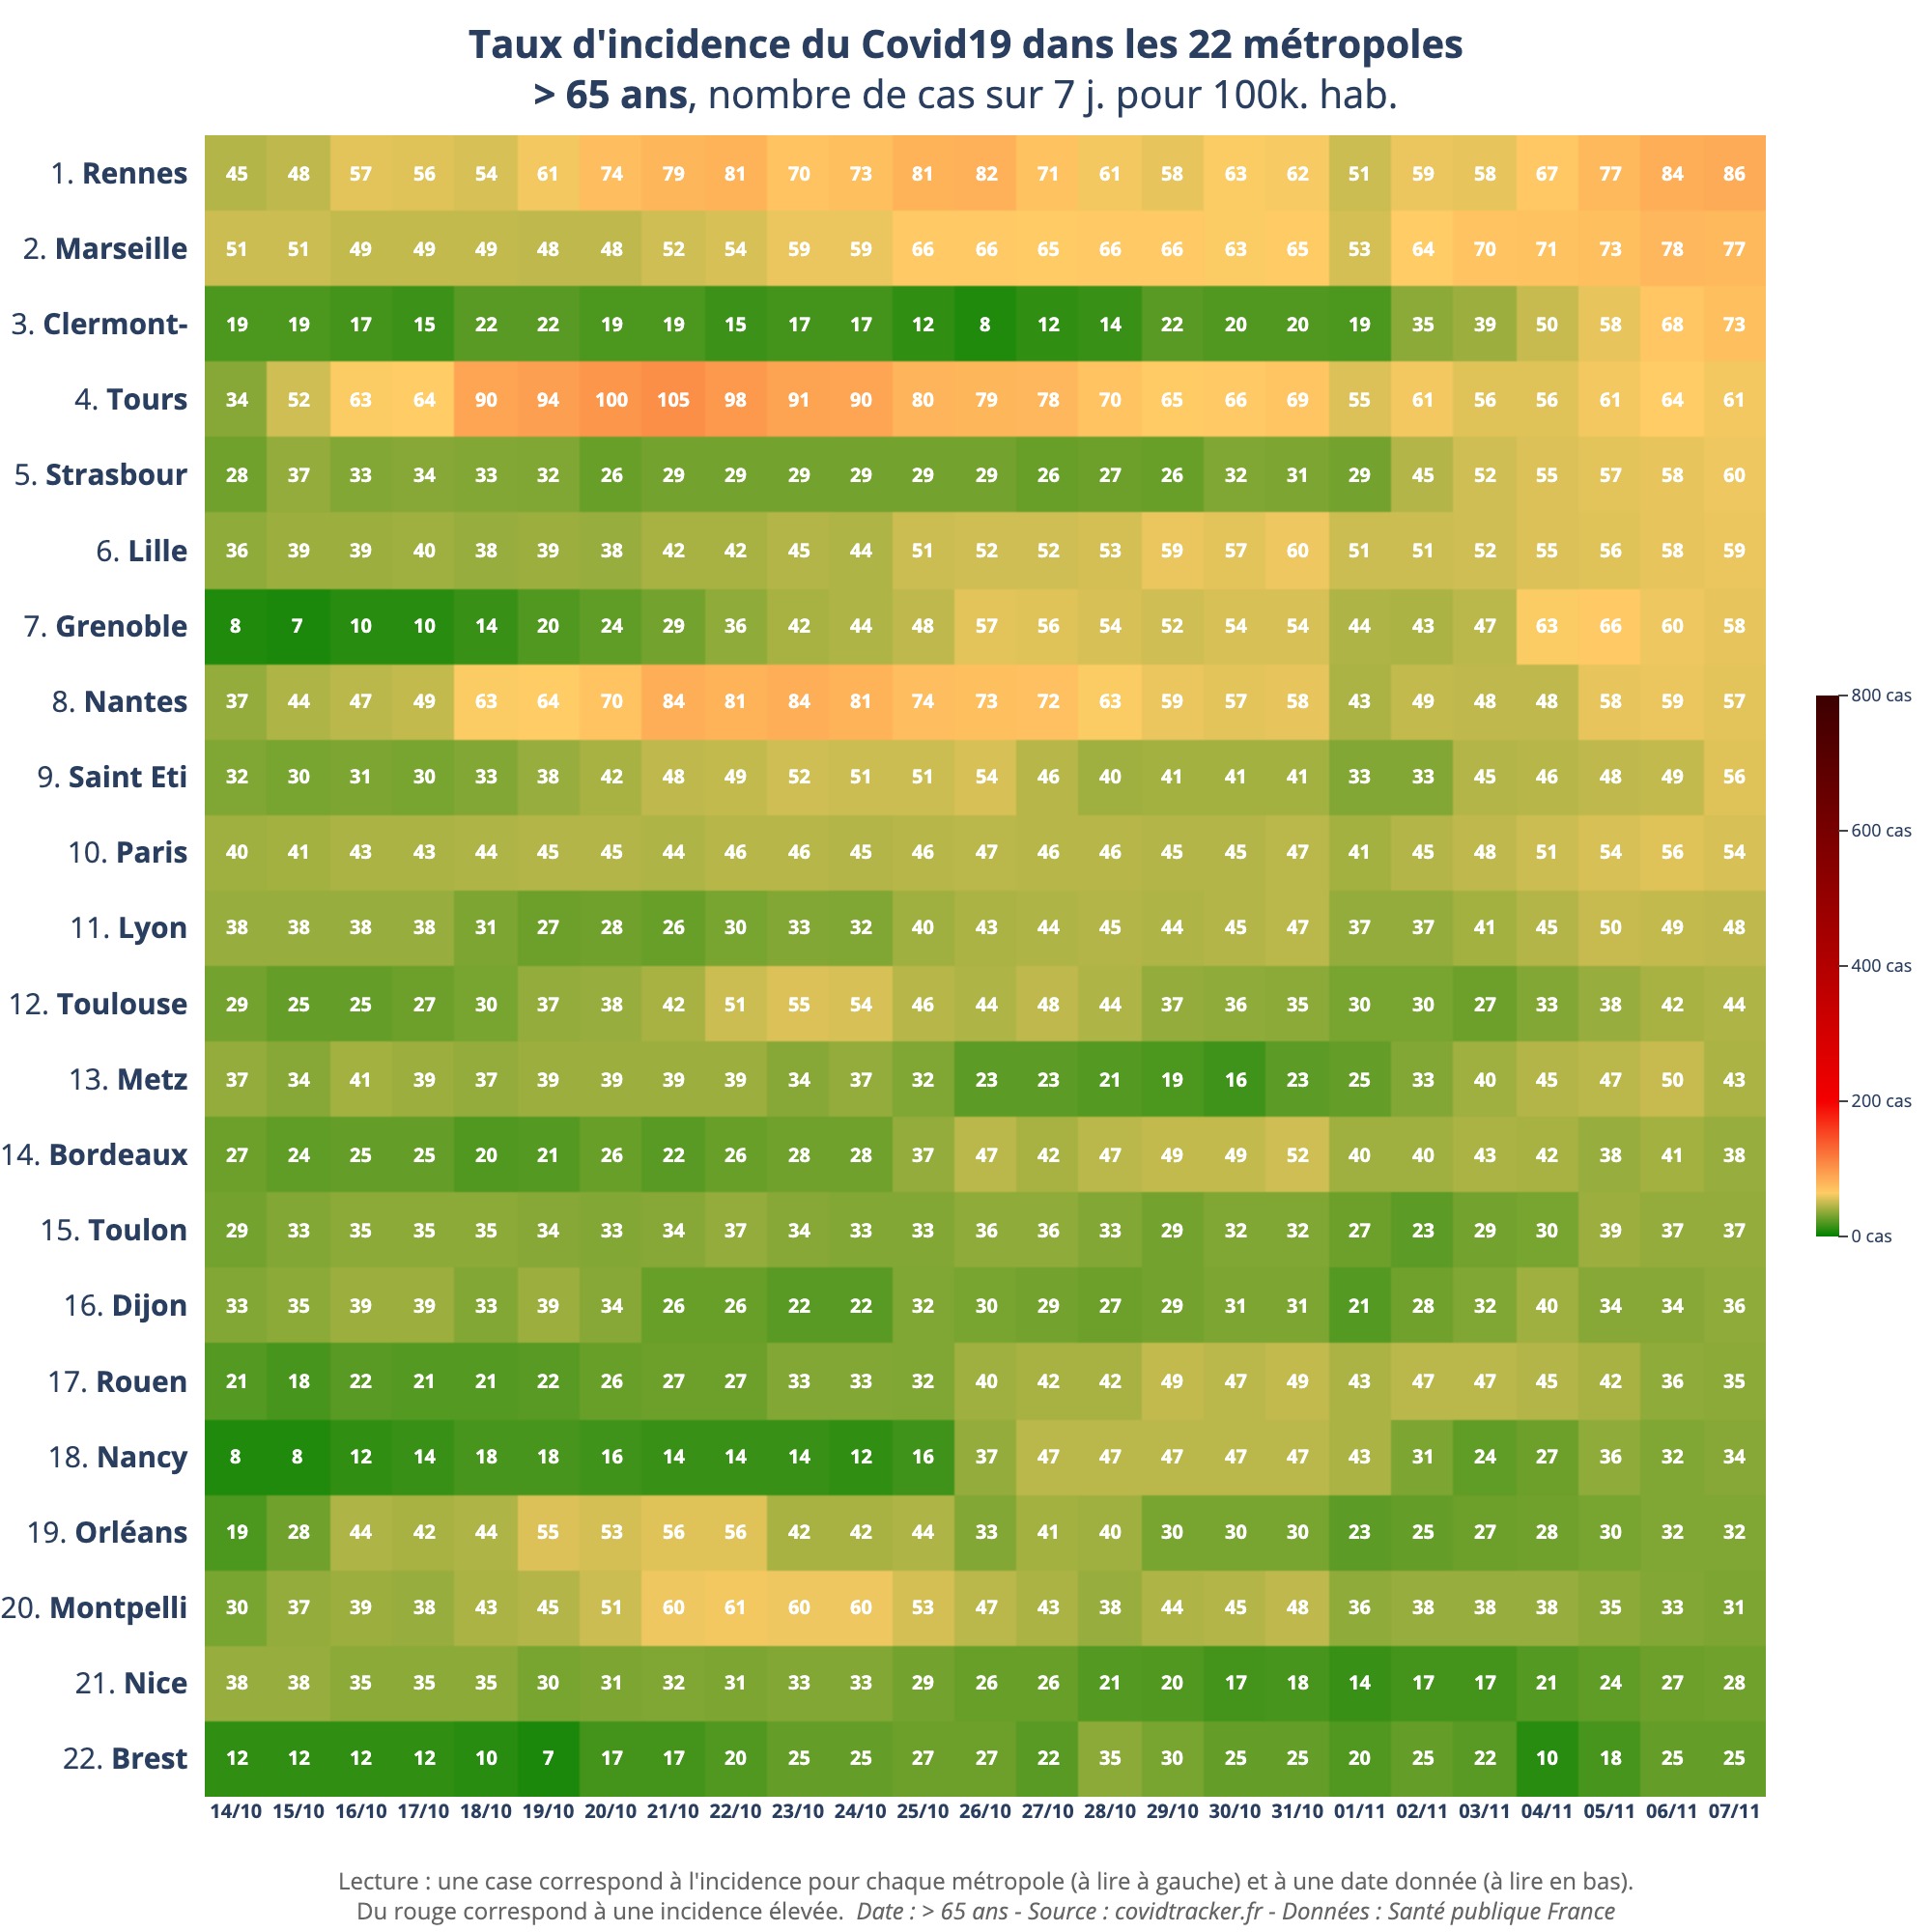 Taux d'incidence du Covid19 dans les 22 métropoles
> 65 ans, nombre de cas sur 7 j. pour 100k. hab.
1. Rennes 45 48 57 56 54 61 74 79 81 70 73 81 82 71 61 58 63 62 51 59 58 67 77 84 86
2. Marseille 51 51 49 49 49 48 48 52 54 59 59 66 66 65 66 66 63 65 53 64 70 71 73 78 77
3. Clermont- 19 19 17 15 22 22 19 19 15 17 17 12 8 12 14 22 20 20 19 35 39 50 58 68 73
4. Tours 34 52 63 64 90 94 100 105 98 91 90 80 79 78 70 65 66 69 55 61 56 56 61 64 61
5. Strasbour 28 37 33 34 33 32 26 29 29 29 29 29 29 26 27 26 32 31 29 45 52 55 57 58 60
6. Lille 36 39 39 40 38 39 38 42 42 45 44 51 52 52 53 59 57 60 51 51 52 55 56 58 59
7. Grenoble 8 7 10 10 14 20 24 29 36 42 44 48 57 56 54 52 54 54 44 43 47 63 66 60 58
8. Nantes 37 44 47 49 63 64 70 84 81 84 81 74 73 72 63 59 57 58 43 49 48 48 58 59 57
9. Saint Eti 32 30 31 30 33 38 42 48 49 52 51 51 54 46 40 41 41 41 33 33 45 46 48 49 56
10. Paris 40 41 43 43 44 45 45 44 46 46 45 46 47 46 46 45 45 47 41 45 48 51 54 56 54
11. Lyon 38 38 38 38 31 27 28 26 30 33 32 40 43 44 45 44 45 47 37 37 41 45 50 49 48
12. Toulouse 29 25 25 27 30 37 38 42 51 55 54 46 44 48 44 37 36 35 30 30 27 33 38 42 44
13. Metz 37 34 41 39 37 39 39 39 39 34 37 32 23 23 21 19 16 23 25 33 40 45 47 50 43
14. Bordeaux 27 24 25 25 20 21 26 22 26 28 28 37 47 42 47 49 49 52 40 40 43 42 38 41 38
15. Toulon 29 33 35 35 35 34 33 34 37 34 33 33 36 36 33 29 32 32 27 23 29 30 39 37 37
16. Dijon 33 35 39 39 33 39 34 26 26 22 22 32 30 29 27 29 31 31 21 28 32 40 34 34 36
17. Rouen 21 18 22 21 21 22 26 27 27 33 33 32 40 42 42 49 47 49 43 47 47 45 42 36 35
18. Nancy 8 8 12 14 18 18 16 14 14 14 12 16 37 47 47 47 47 47 43 31 24 27 36 32 34
19. Orléans 19 28 44 42 44 55 53 56 56 42 42 44 33 41 40 30 30 30 23 25 27 28 30 32 32
20. Montpelli 30 37 39 38 43 45 51 60 61 60 60 53 47 43 38 44 45 48 36 38 38 38 35 33 31
21. Nice 38 38 35 35 35 30 31 32 31 33 33 29 26 26 21 20 17 18 14 17 17 21 24 27 28
22. Brest 12 12 12 12 10 7 17 17 20 25 25 27 27 22 35 30 25 25 20 25 22 10 18 25 25
14/10 15/10 16/10 17/10 18/10 19/10 20/10 21/10 22/10 23/10 24/10 25/10 26/10 27/10 28/10 29/10 30/10 31/10 01/11 02/11 03/11 04/11 05/11 06/11 07/11
800 cas
600 cas
400 cas
200 cas
0 cas
Lecture : une case correspond à l'incidence pour chaque métropole (à lire à gauche) et à une date donnée (à lire en bas).
Du rouge correspond à une incidence élevée. Date : > 65 ans - Source : covidtracker.fr - Données : Santé publique France